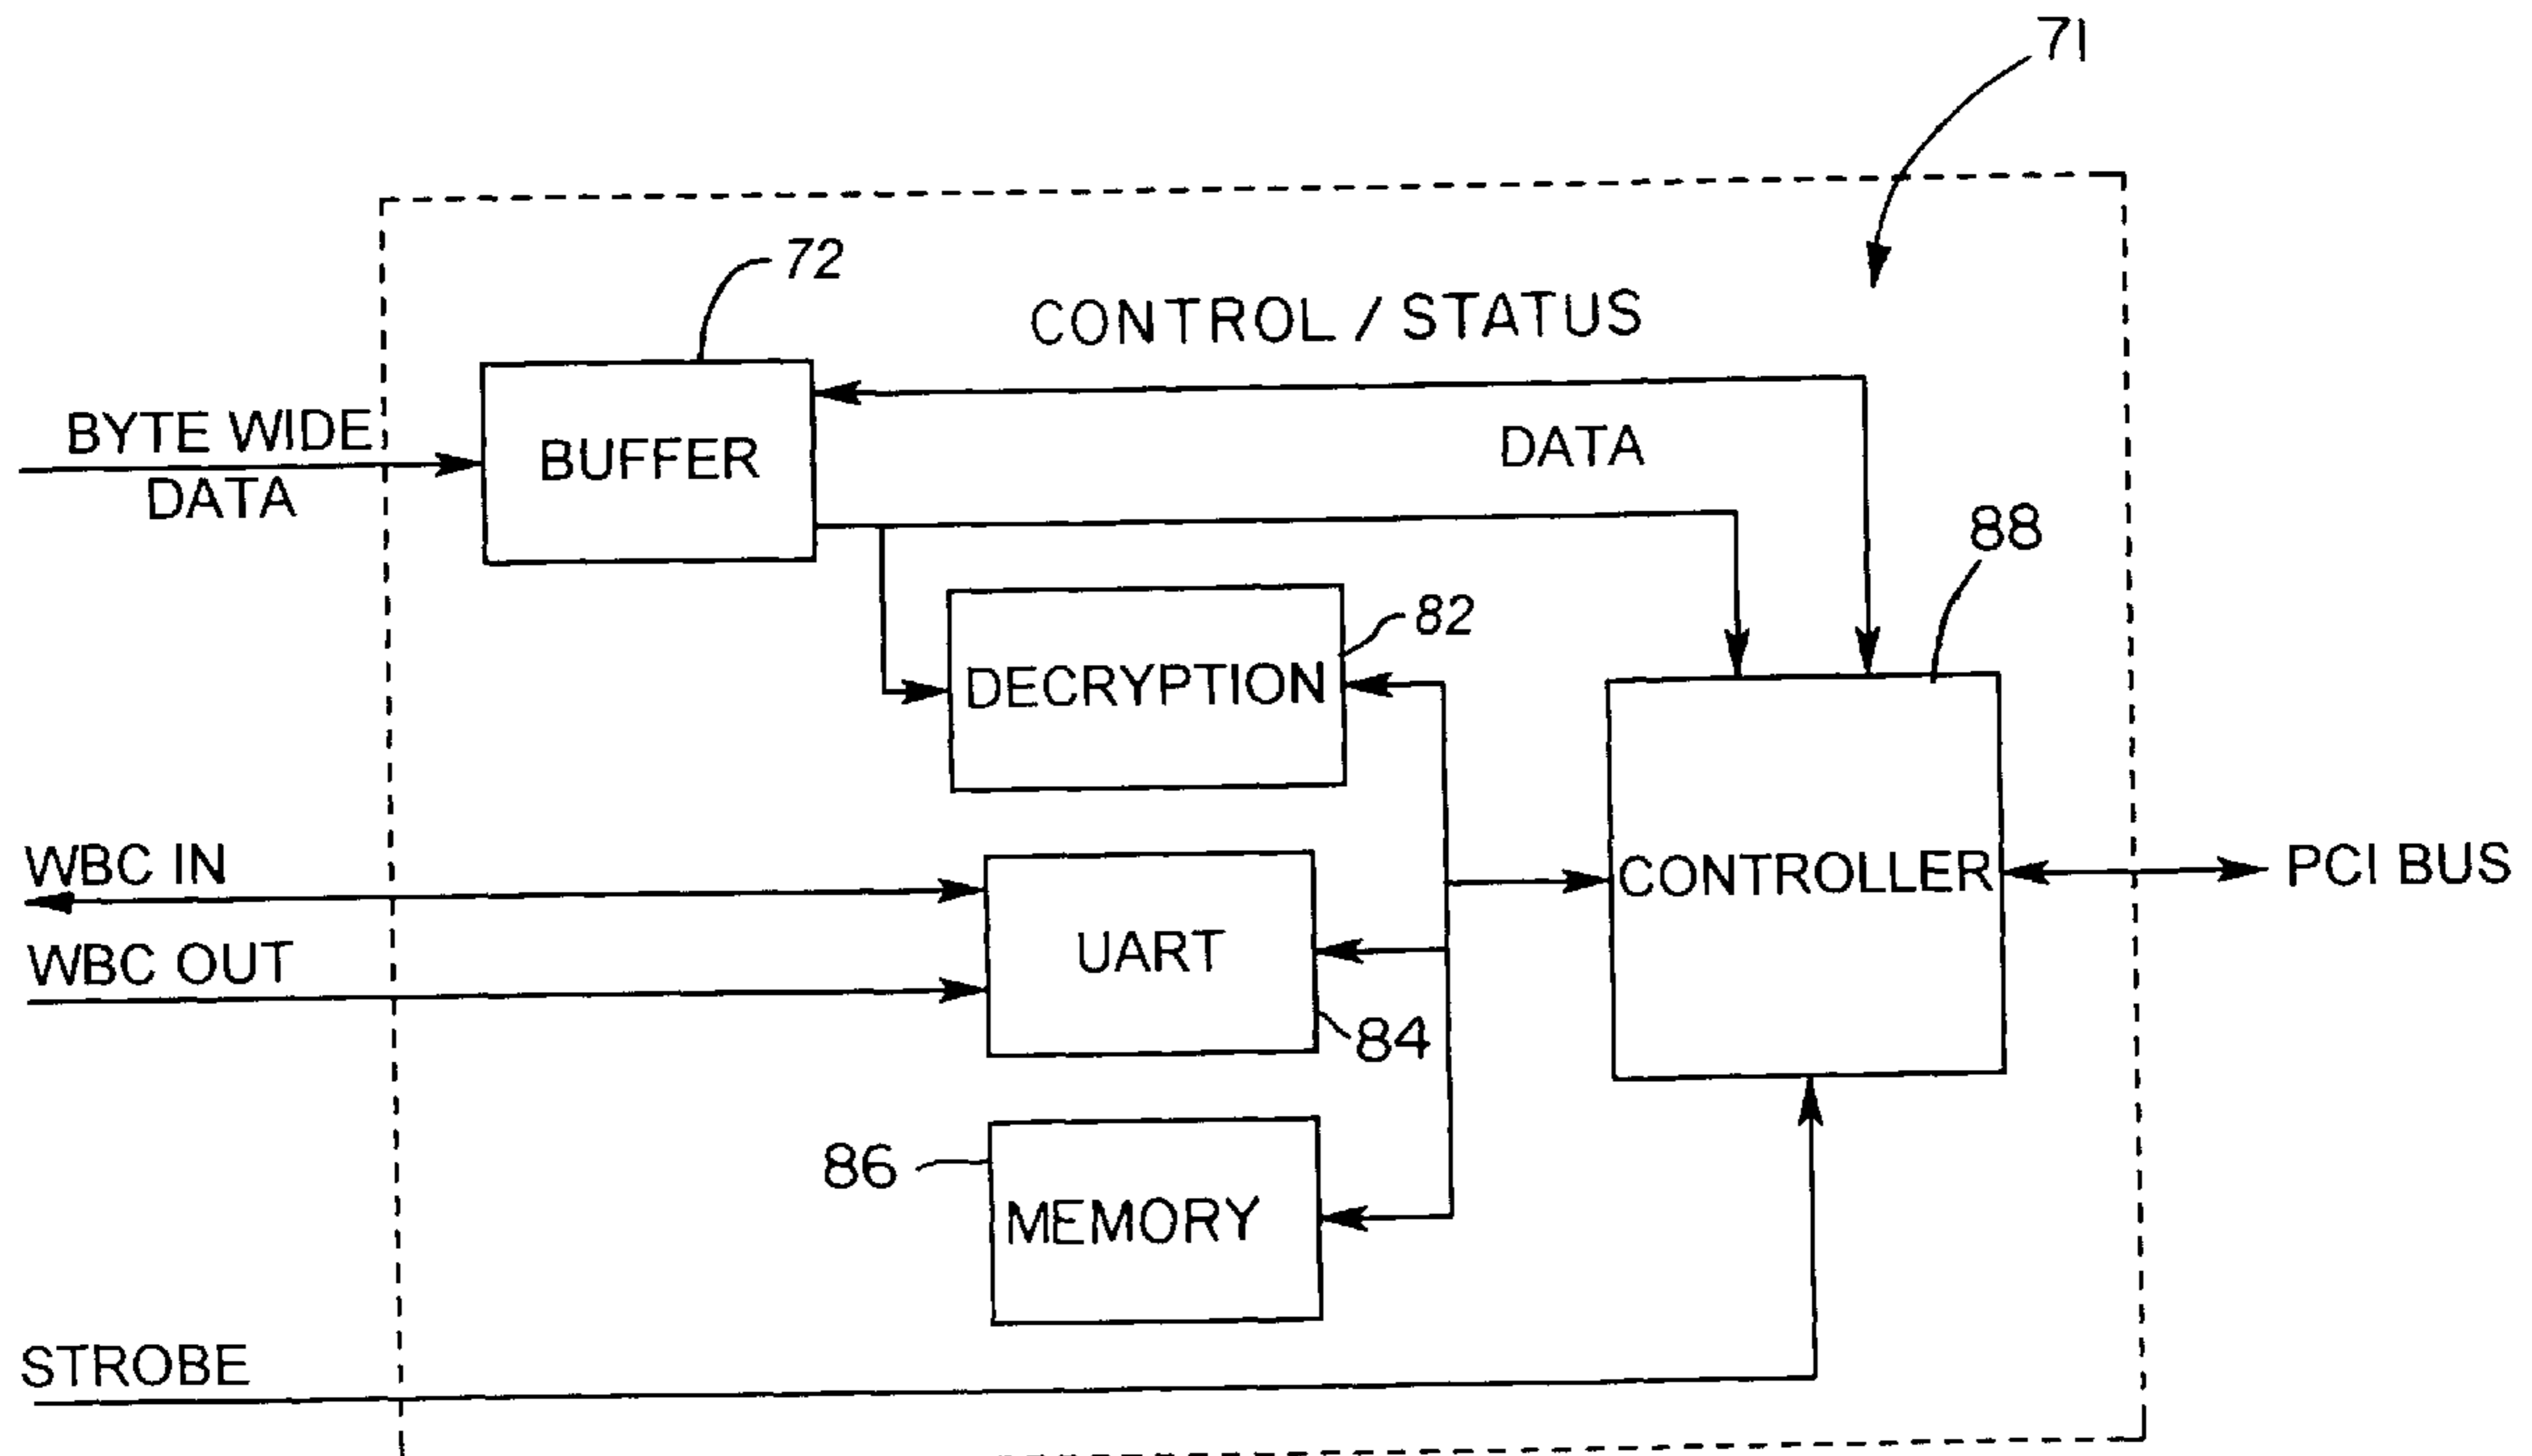 71
72
CONTROL / STATUS
BYTE WIDE
DATA
BUFFER
DATA
88
82
DECRYPTION
WBC IN
CONTROLLER
PCI BUS
WBC OUT
UART
84
86
MEMORY
STROBE